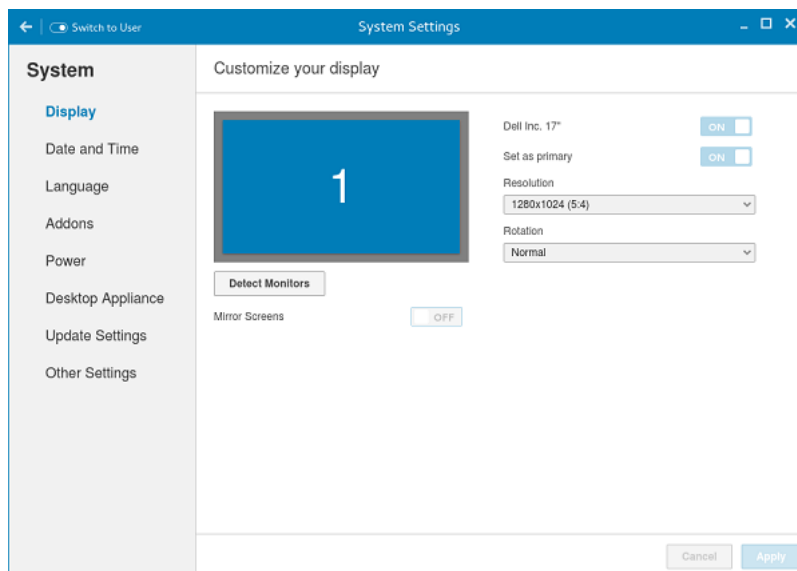 Switch to User
System Settings
System
Display
Date and Time
Language
Addons
Power
Desktop Appliance
Update Settings
Other Settings
Customize your display
1
Detect Monitors
Mirror Screens OFF
Dell Inc. 17" ON
Set as primary ON
Resolution
1280x1024 (5:4)
Rotation
Normal
Cancel
Apply